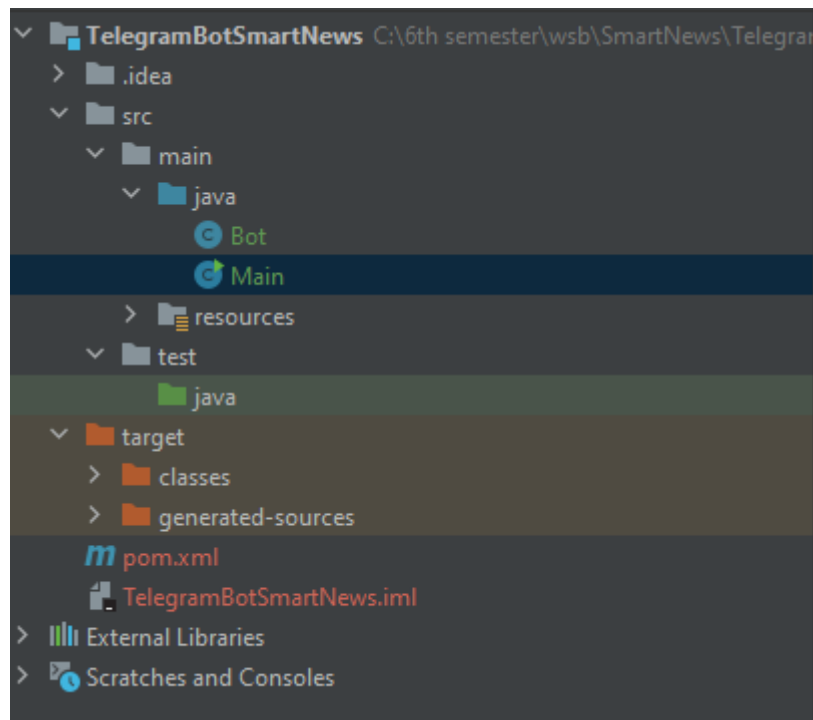 TelegramBotSmartNews C:\6th semester\wsb\SmartNews\Telegra
.idea
src
main
java
Bot
Main
resources
test
java
target
classes
generated-sources
pom.xml
TelegramBotSmartNews.iml
External Libraries
Scratches and Consoles